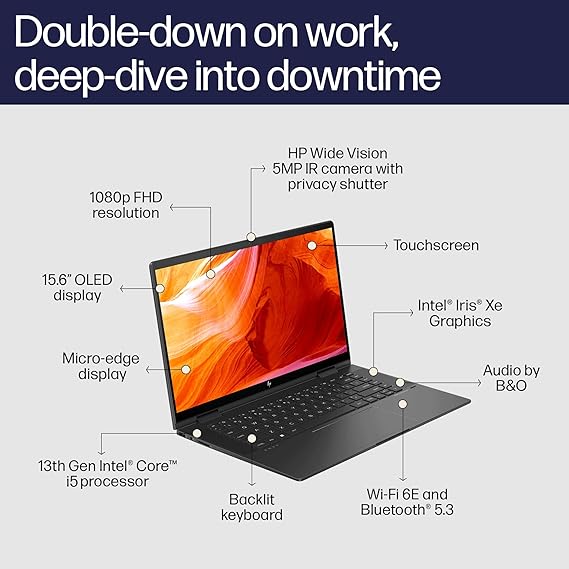 Double-down on work,
deep-dive into downtime
HP Wide Vision
5MP IR camera with
privacy shutter
1080p FHD
resolution
Touchscreen
15.6” OLED
display
Intel® Iris® Xe
Graphics
Micro-edge
display
Audio by
B&O
13th Gen Intel® Core™
i5 processor
Backlit
keyboard
Wi-Fi 6E and
Bluetooth® 5.3
hp